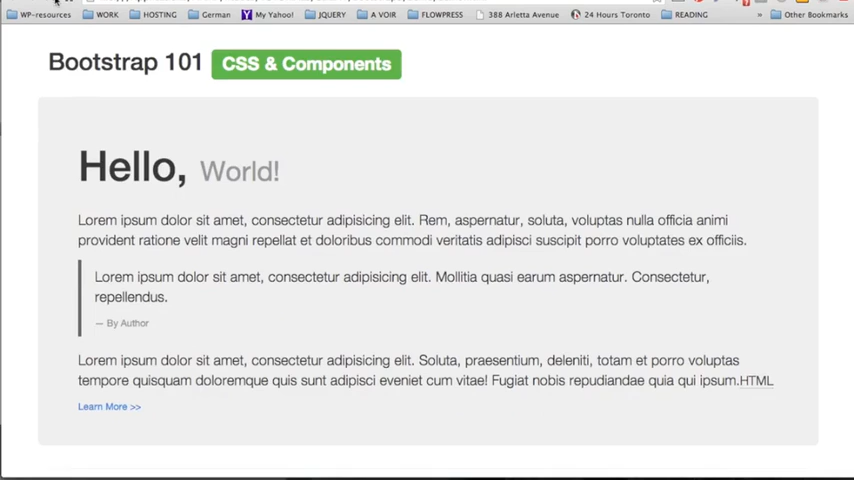 WP-resources WORK HOSTING German My Yahoo! JQUERY A VOIR FLOWPRESS 388 Arletta Avenue 24 Hours Toronto READING » Other Bookmarks
Bootstrap 101 CSS & Components
Hello, World!
Lorem ipsum dolor sit amet, consectetur adipisicing elit. Rem, aspernatur, soluta, voluptas nulla officia animi
provident ratione velit magni repellat et doloribus commodi veritatis adipisci suscipit porro voluptates ex officiis.
Lorem ipsum dolor sit amet, consectetur adipisicing elit. Mollitia quasi earum aspernatur. Consectetur,
repellendus.
— By Author
Lorem ipsum dolor sit amet, consectetur adipisicing elit. Soluta, praesentium, deleniti, totam et porro voluptas
tempore quisquam doloremque quis sunt adipisci eveniet cum vitae! Fugiat nobis repudiandae quia qui ipsum.HTML
Learn More >>